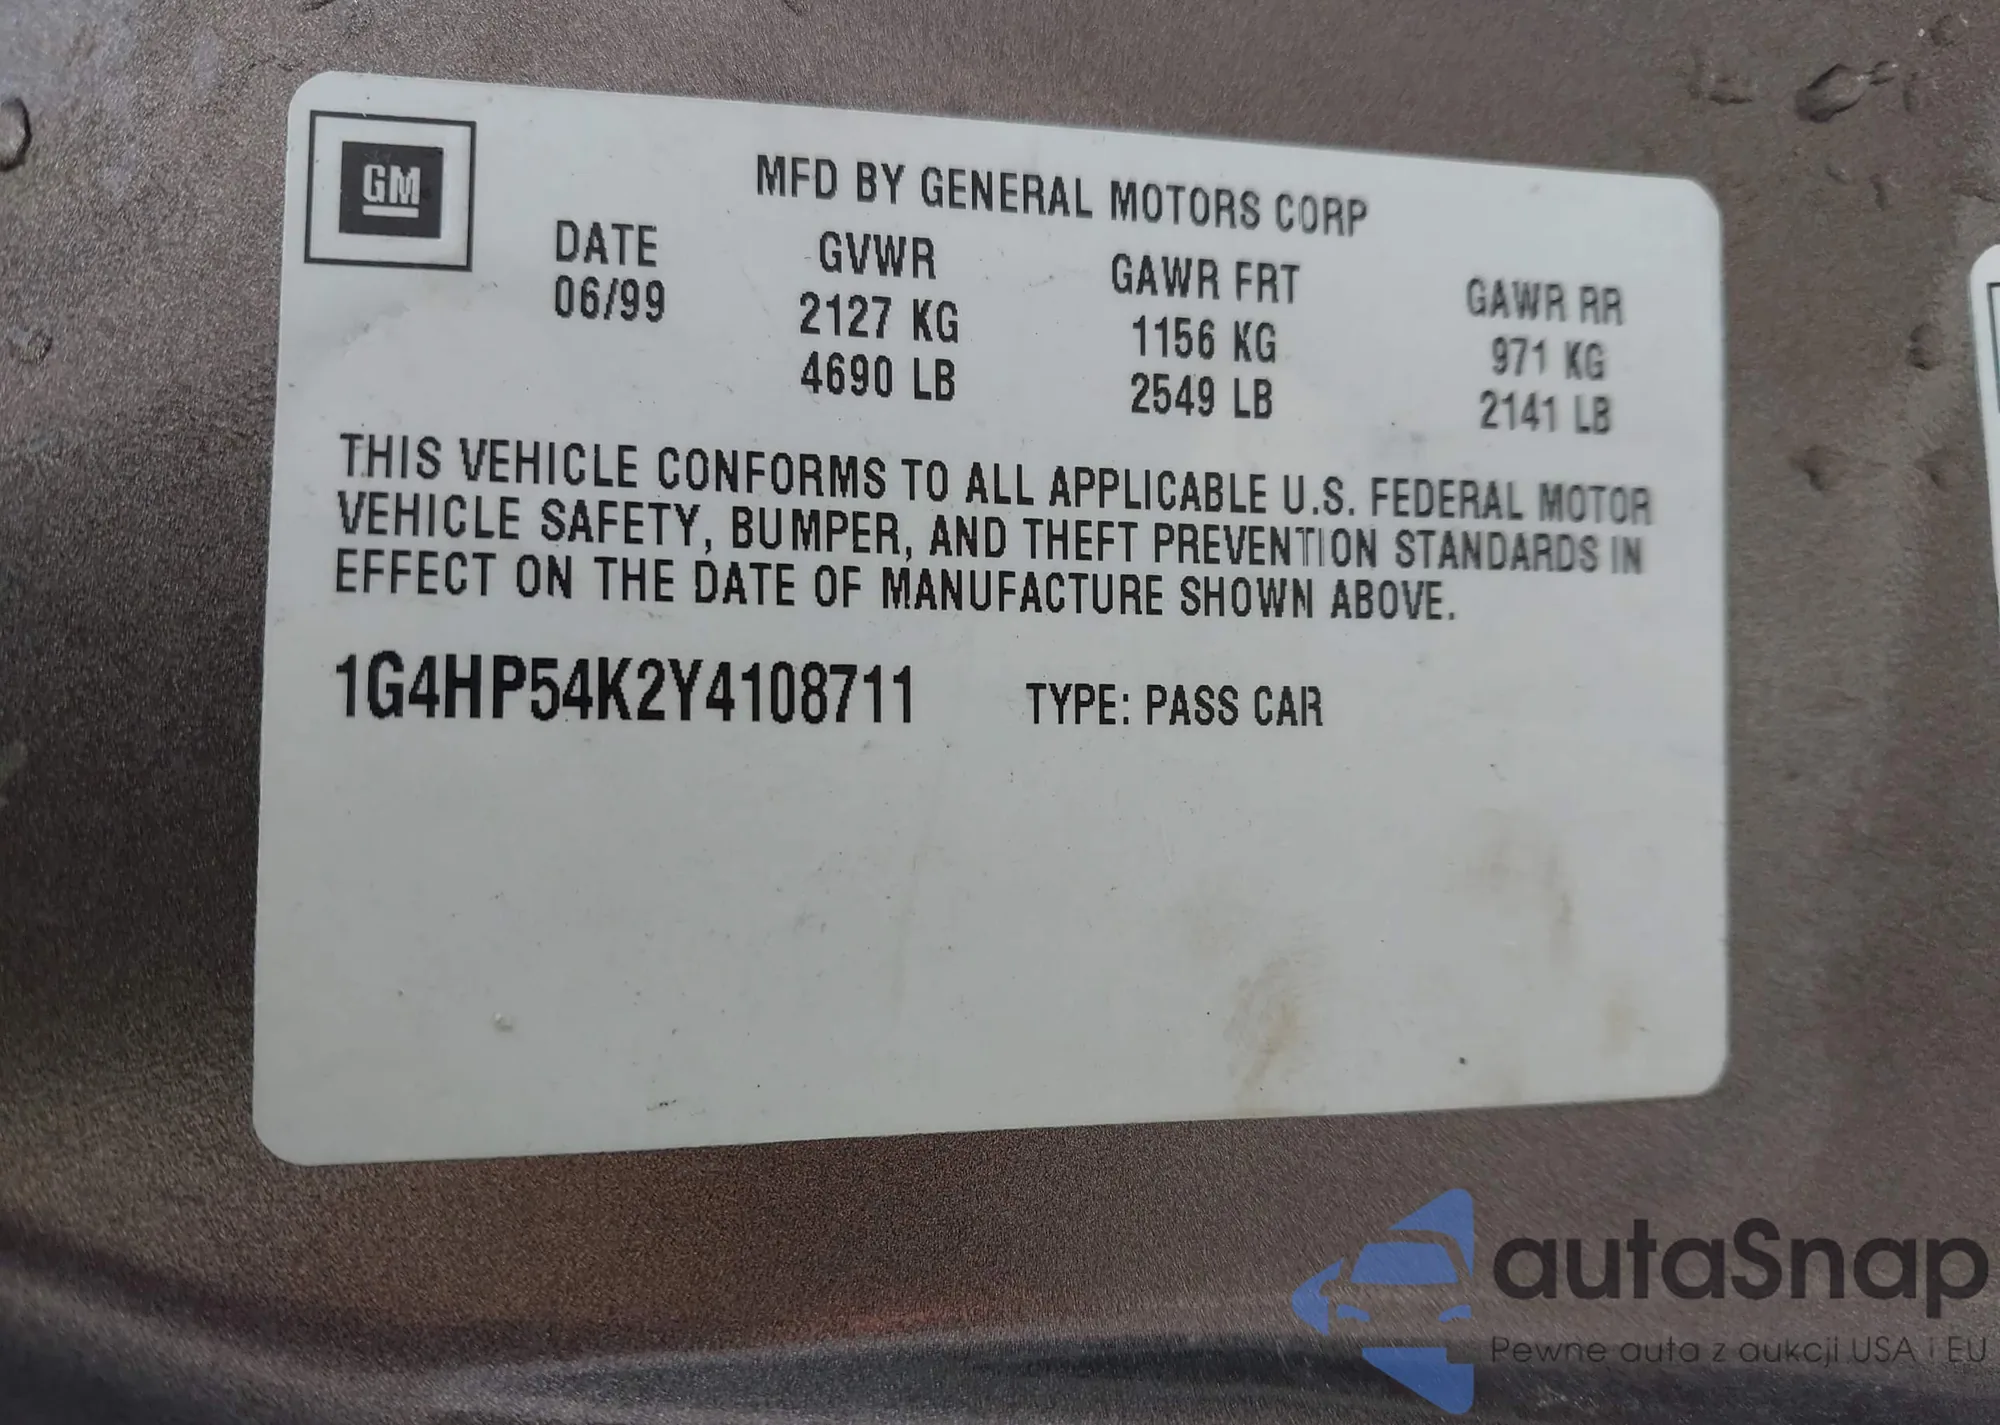 GM
MFD BY GENERAL MOTORS CORP
DATE GVWR GAWR FRT GAWR RR
06/99 2127 KG 1156 KG 971 KG
4690 LB 2549 LB 2141 LB
THIS VEHICLE CONFORMS TO ALL APPLICABLE U.S. FEDERAL MOTOR
VEHICLE SAFETY, BUMPER, AND THEFT PREVENTION STANDARDS IN
EFFECT ON THE DATE OF MANUFACTURE SHOWN ABOVE.
1G4HP54K2Y4108711 TYPE: PASS CAR
autaSnap
Pewne auta z aukcji USA i EU